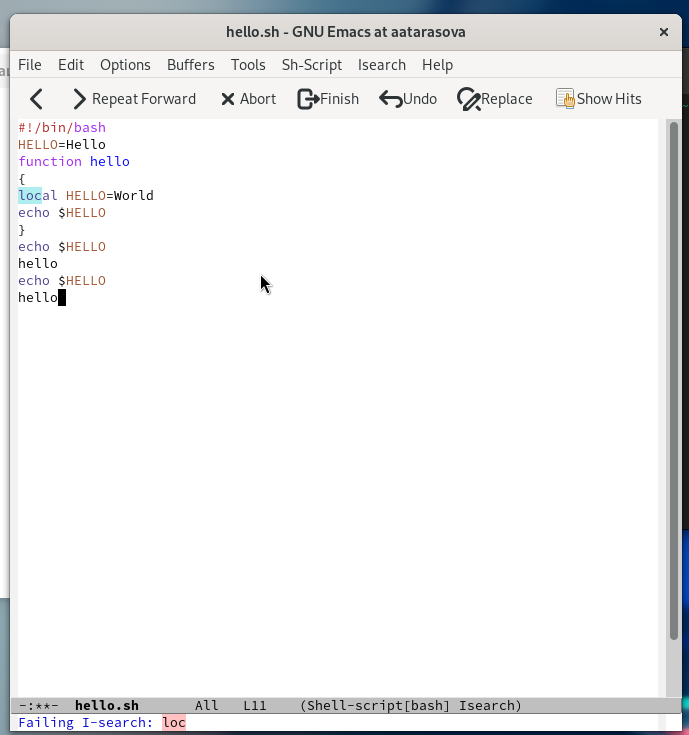 hello.sh - GNU Emacs at aatarasova
File Edit Options Buffers Tools Sh-Script Isearch Help
Repeat Forward Abort Finish Undo Replace Show Hits
#!/bin/bash
HELLO=Hello
function hello
{
local HELLO=World
echo $HELLO
}
echo $HELLO
hello
echo $HELLO
hello
-:**- hello.sh All L11 (Shell-script[bash] Isearch)
Failing I-search: loc